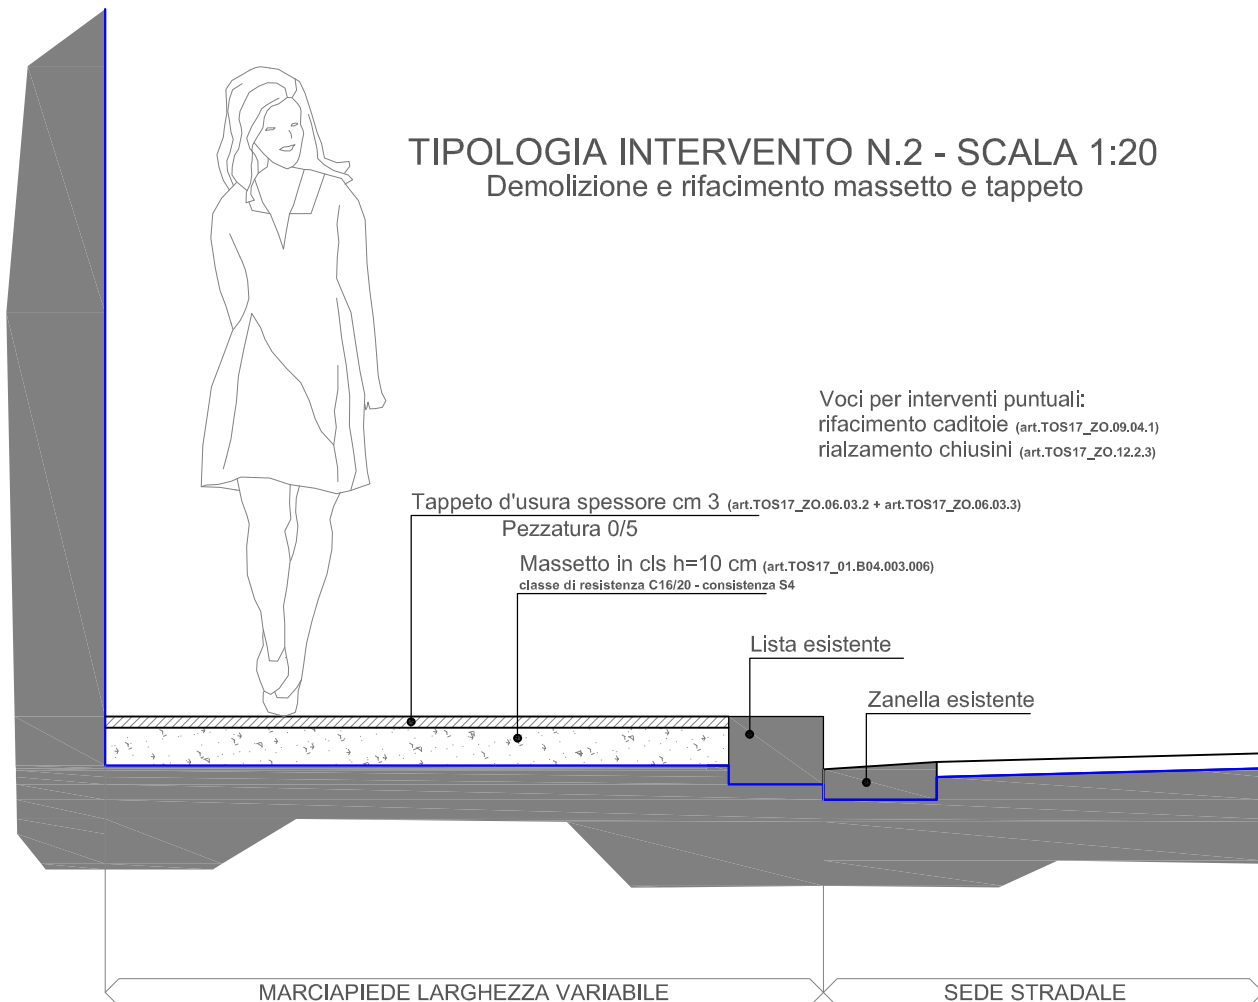 TIPOLOGIA INTERVENTO N.2 - SCALA 1:20
Demolizione e rifacimento massetto e tappeto
Voci per interventi puntuali:
rifacimento caditoie (art.TOS17_ZO.09.04.1)
rialzamento chiusini (art.TOS17_ZO.12.2.3)
Tappeto d'usura spessore cm 3 (art.TOS17_ZO.06.03.2 + art.TOS17_ZO.06.03.3)
Pezzatura 0/5
Massetto in cls h=10 cm (art.TOS17_01.B04.003.006)
classe di resistenza C16/20 - consistenza S4
Lista esistente
Zanella esistente
MARCIAPIEDE LARGHEZZA VARIABILE
SEDE STRADALE